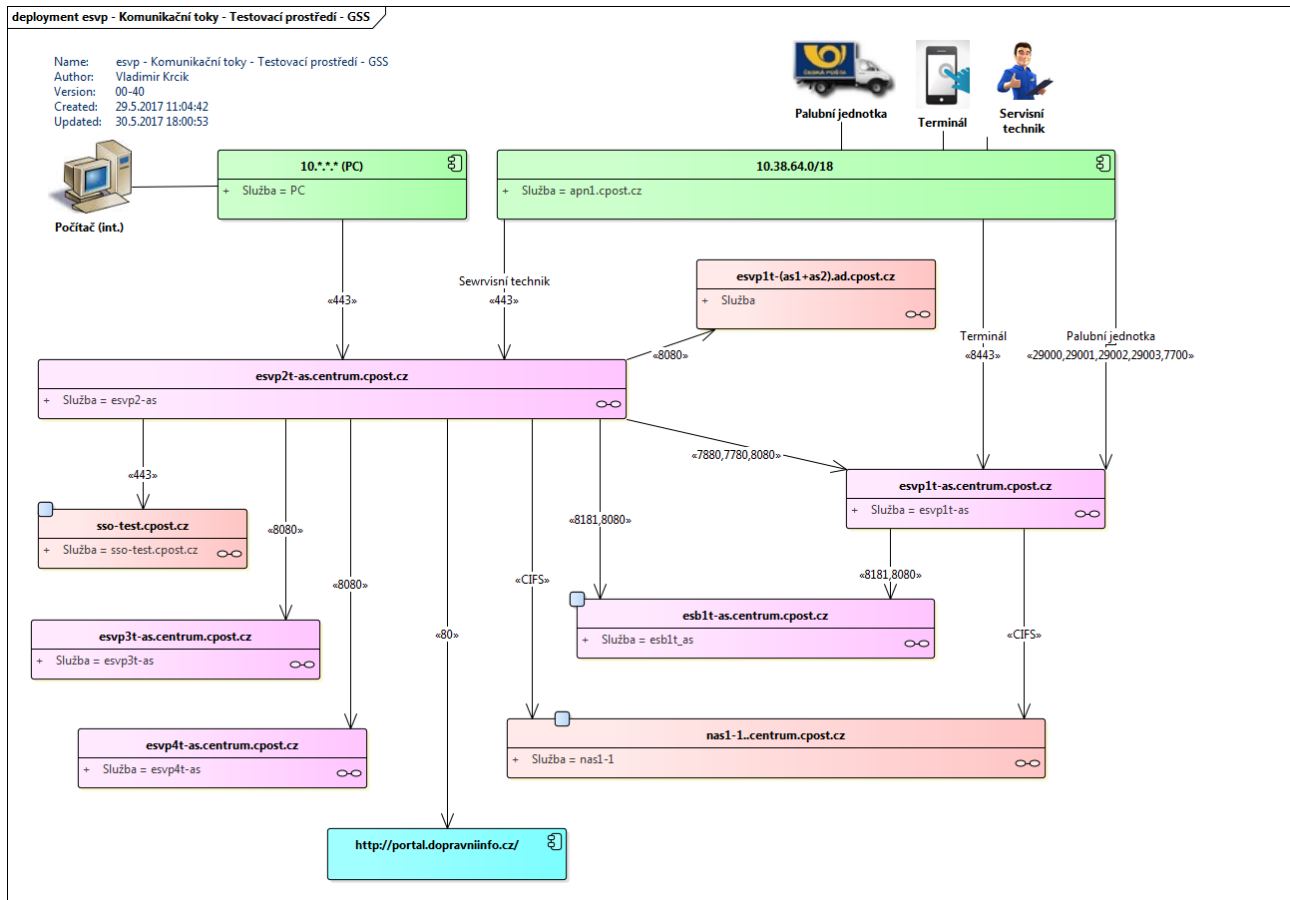 deployment esvp - Komunikační toky - Testovací prostředí - GSS
Name: esvp - Komunikační toky - Testovací prostředí - GSS
Author: Vladimir Krcik
Version: 00-40
Created: 29.5.2017 11:04:42
Updated: 30.5.2017 18:00:53
ČESKÁ POŠTA
Palubní jednotka
Terminál
Servisní
technik
Počítač (int.)
10.*.*.* (PC)
+ Služba = PC
10.38.64.0/18
+ Služba = apn1.cpost.cz
«443»
Sewrvisní technik
«443»
esvp1t-(as1+as2).ad.cpost.cz
+ Služba
«8080»
Terminál
«8443»
Palubní jednotka
«29000,29001,29002,29003,7700»
esvp2t-as.centrum.cpost.cz
+ Služba = esvp2-as
«443»
«7880,7780,8080»
esvp1t-as.centrum.cpost.cz
+ Služba = esvp1t-as
sso-test.cpost.cz
+ Služba = sso-test.cpost.cz
«8080»
«8181,8080»
«8080»
«CIFS»
«8181,8080»
esb1t-as.centrum.cpost.cz
+ Služba = esb1t_as
esvp3t-as.centrum.cpost.cz
+ Služba = esvp3t-as
«80»
«CIFS»
esvp4t-as.centrum.cpost.cz
+ Služba = esvp4t-as
nas1-1..centrum.cpost.cz
+ Služba = nas1-1
http://portal.dopravniinfo.cz/